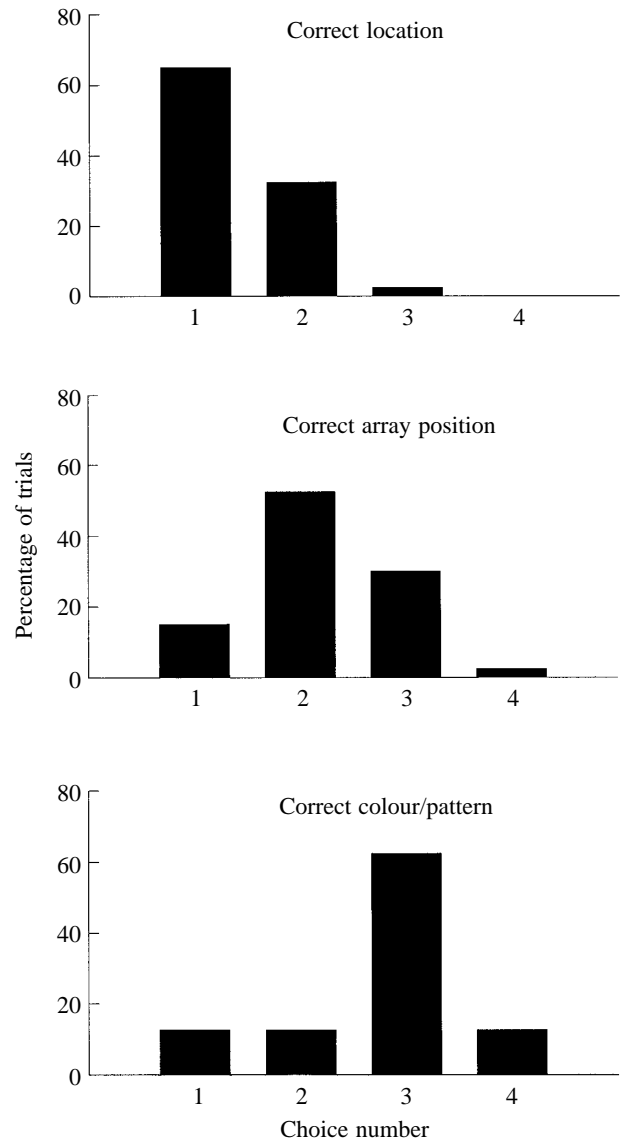 Correct location
80
60
40
20
0
1 2 3 4
Correct array position
80
60
40
20
0
1 2 3 4
Percentage of trials
Correct colour/pattern
80
60
40
20
0
1 2 3 4
Choice number